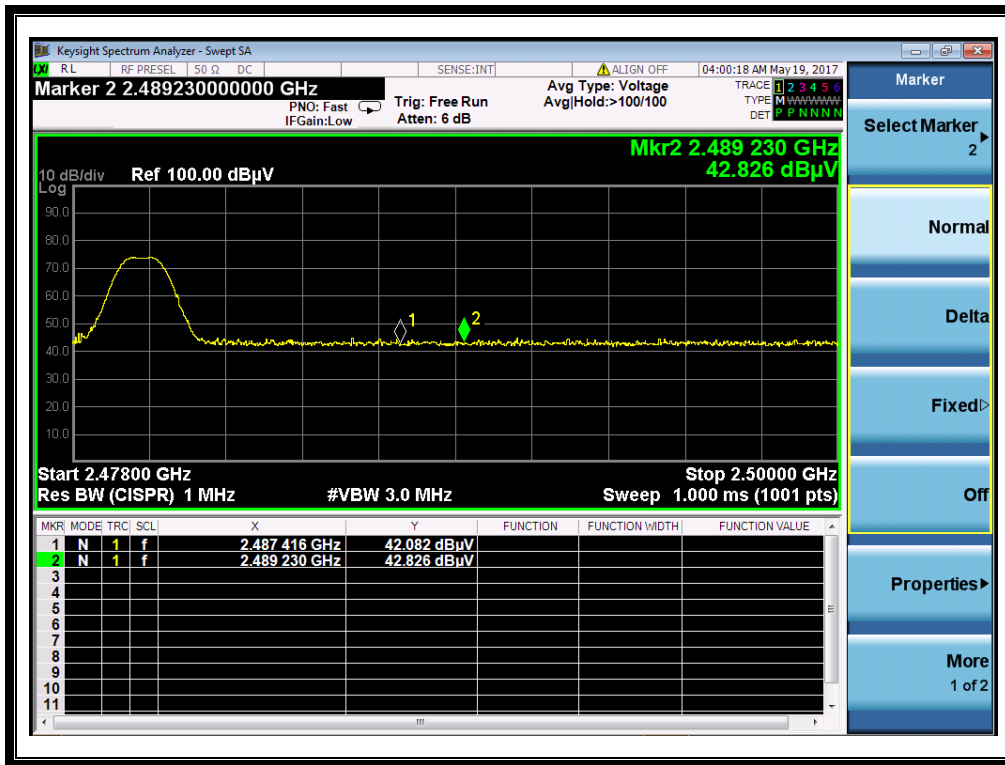 Keysight Spectrum Analyzer - Swept SA
LXI RL RF PRESEL 50 Ω DC SENSE:INT ALIGN OFF 04:00:18 AM May 19, 2017
Marker 2 2.489230000000 GHz
PNO: Fast
IFGain:Low
Trig: Free Run
Atten: 6 dB
Avg Type: Voltage
Avg|Hold:>100/100
TRACE 1 2 3 4 5 6
TYPE M W W W W W
DET P P N N N N
Mkr2 2.489 230 GHz
42.826 dBµV
10 dB/div Ref 100.00 dBµV
Log
90.0
80.0
70.0
60.0
50.0
40.0
30.0
20.0
10.0
1
2
Start 2.47800 GHz Stop 2.50000 GHz
Res BW (CISPR) 1 MHz #VBW 3.0 MHz Sweep 1.000 ms (1001 pts)
MKR MODE TRC SCL X Y FUNCTION FUNCTION WIDTH FUNCTION VALUE
1 N 1 f 2.487 416 GHz 42.082 dBµV
2 N 1 f 2.489 230 GHz 42.826 dBµV
3
4
5
6
7
8
9
10
11
Marker
Select Marker
2
Normal
Delta
Fixed
Off
Properties
More
1 of 2